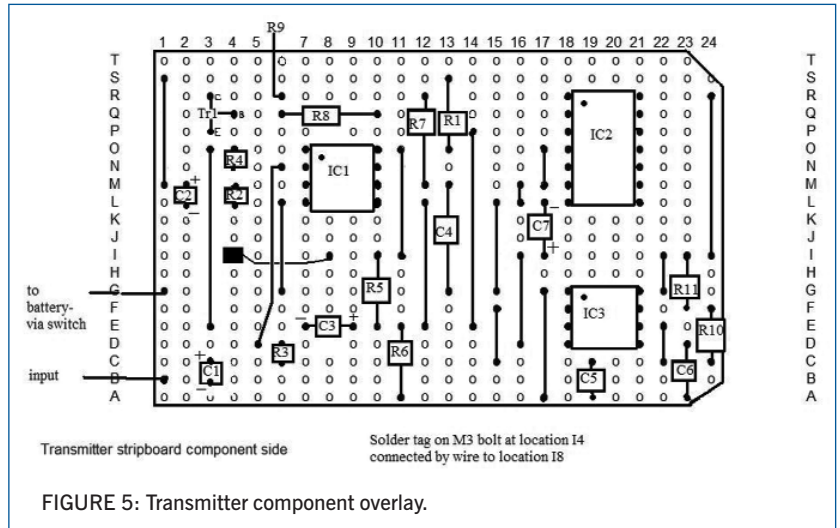 R9
1 2 3 4 5 6 7 8 9 10 11 12 13 14 15 16 17 18 19 20 21 22 23 24
T T
S S
R C R
Q Tr1 B R8 R7 R1 Q
P E IC2 P
O O
N R4 IC1 N
M + M
L C2 R2 L
K − C4 − C7 K
J J
I + I
H H
to G R5 R11 G
battery- F IC3 F
via switch E − C3 + R10 E
D R3 R6 D
C + C1 C
input B C5 C6 B
A − A
Transmitter stripboard component side
Solder tag on M3 bolt at location I4
connected by wire to location I8
FIGURE 5: Transmitter component overlay.